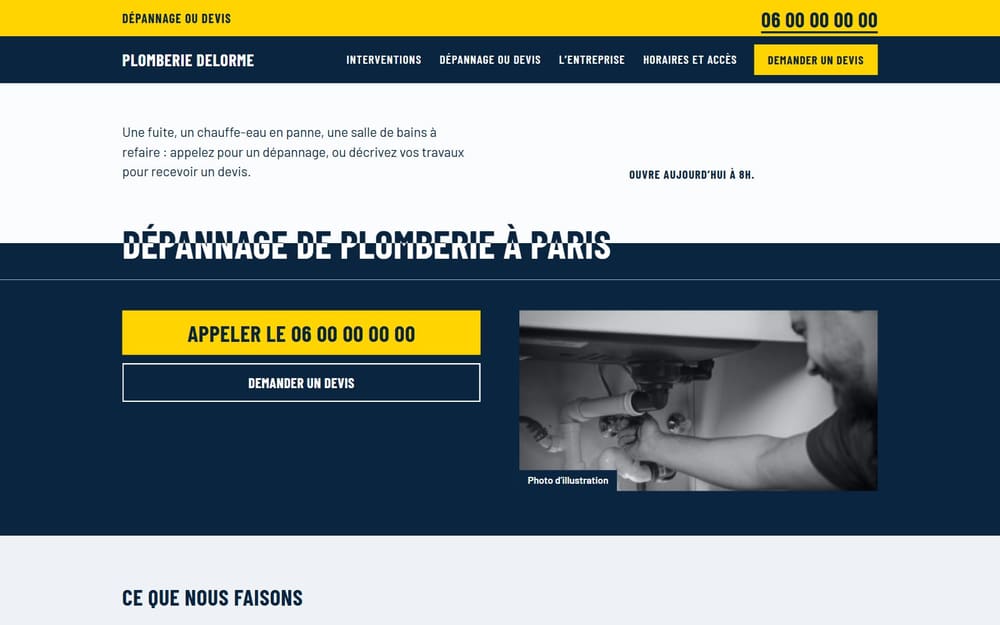 DÉPANNAGE OU DEVIS
06 00 00 00 00
PLOMBERIE DELORME
INTERVENTIONS
DÉPANNAGE OU DEVIS
L'ENTREPRISE
HORAIRES ET ACCÈS
DEMANDER UN DEVIS
Une fuite, un chauffe-eau en panne, une salle de bains à
refaire : appelez pour un dépannage, ou décrivez vos travaux
pour recevoir un devis.
OUVRE AUJOURD'HUI À 8H.
DÉPANNAGE DE PLOMBERIE À PARIS
APPELER LE 06 00 00 00 00
DEMANDER UN DEVIS
Photo d'illustration
CE QUE NOUS FAISONS